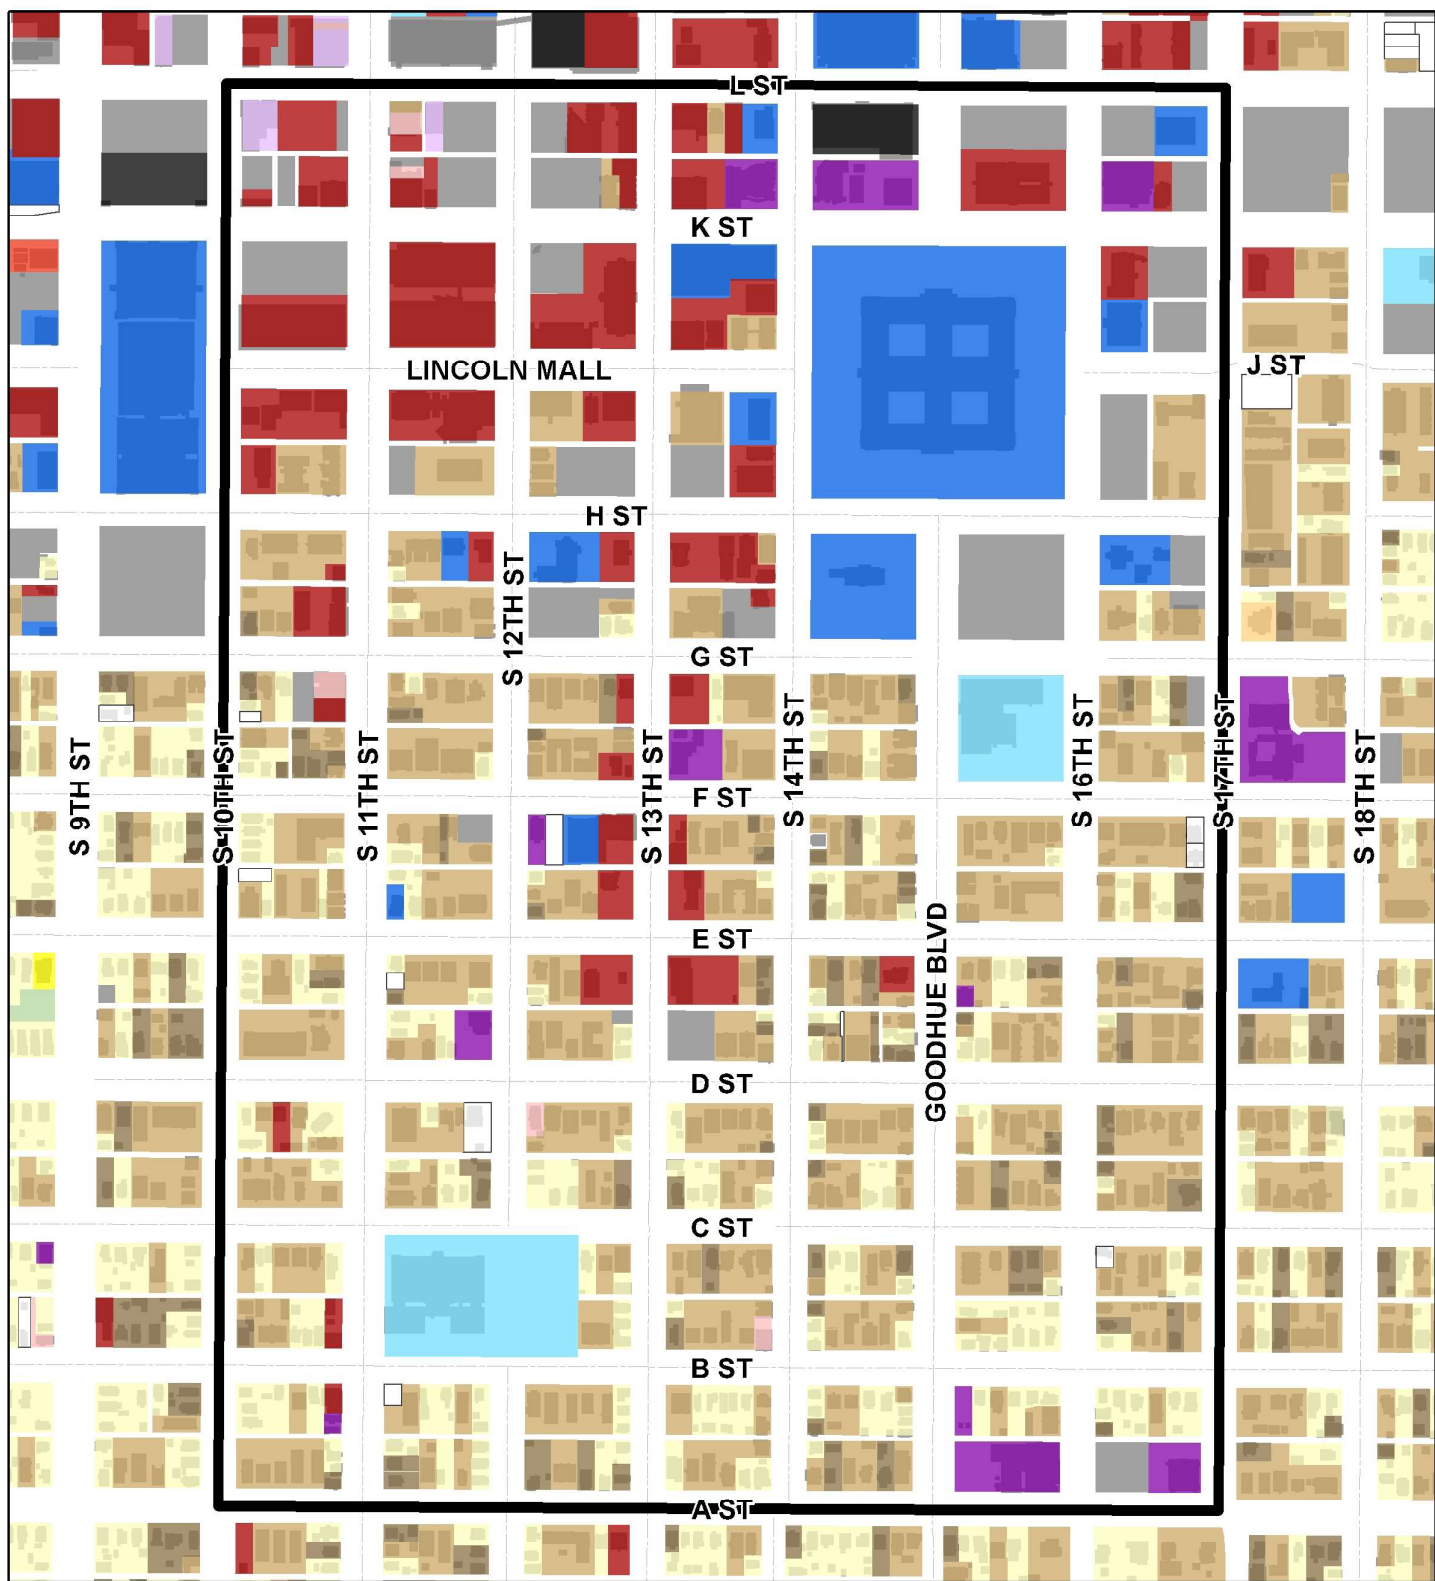 L ST
K ST
LINCOLN MALL
J ST
H ST
S 12TH ST
G ST
S 9TH ST
S 10TH ST
S 11TH ST
S 13TH ST
S 14TH ST
S 16TH ST
S 17TH ST
S 18TH ST
F ST
E ST
GOODHUE BLVD
D ST
C ST
B ST
A ST